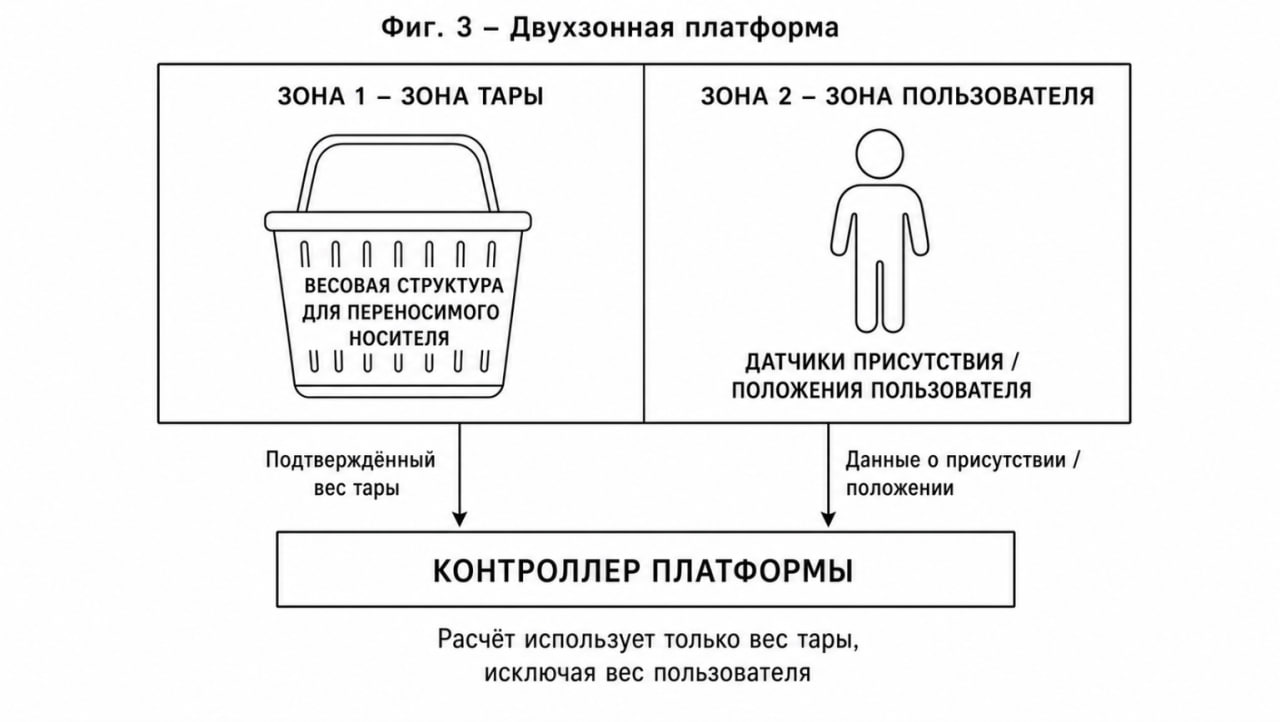 Фиг. 3 – Двухзонная платформа
ЗОНА 1 – ЗОНА ТАРЫ
ВЕСОВАЯ СТРУКТУРА
ДЛЯ ПЕРЕНОСИМОГО
НОСИТЕЛЯ
ЗОНА 2 – ЗОНА ПОЛЬЗОВАТЕЛЯ
ДАТЧИКИ ПРИСУТСТВИЯ /
ПОЛОЖЕНИЯ ПОЛЬЗОВАТЕЛЯ
Подтверждённый
вес тары
Данные о присутствии /
положении
КОНТРОЛЛЕР ПЛАТФОРМЫ
Расчёт использует только вес тары,
исключая вес пользователя